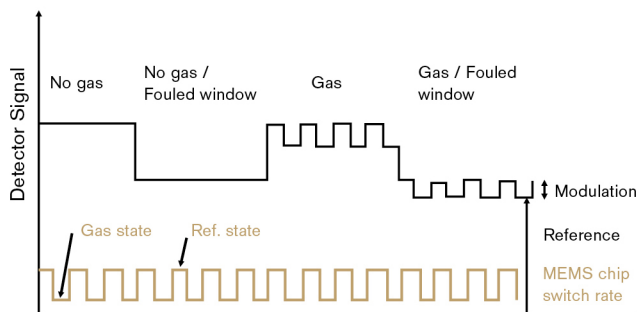 Detector Signal
No gas
No gas /
Fouled window
Gas
Gas / Fouled
window
Modulation
Reference
Gas state
Ref. state
MEMS chip
switch rate